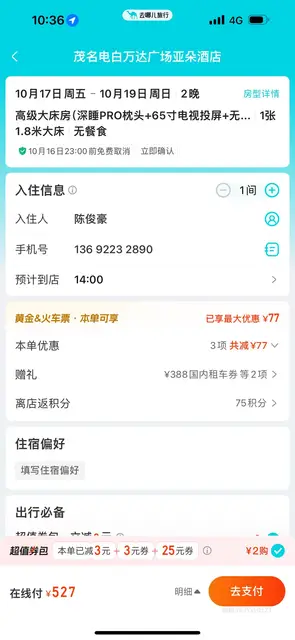 10:36
去哪儿旅行
4G
茂名电白万达广场亚朵酒店
10月17日 周五 - 10月19日 周日 2晚 房型详情
高级大床房(深睡PRO枕头+65寸电视投屏+无... 1张
1.8米大床 无餐食
10月16日23:00前免费取消 立即确认
入住信息 1间
入住人 陈俊豪
手机号 136 9223 2890
预计到店 14:00
黄金&火车票·本单可享 已享最大优惠 ¥77
本单优惠 3项 共减¥77
赠礼 ¥388国内租车券 等2项
离店返积分 75积分
住宿偏好
填写住宿偏好
出行必备
超值券包 本单已减3元+3元券+25元券 ¥2购
在线付 ¥527 明细 去支付